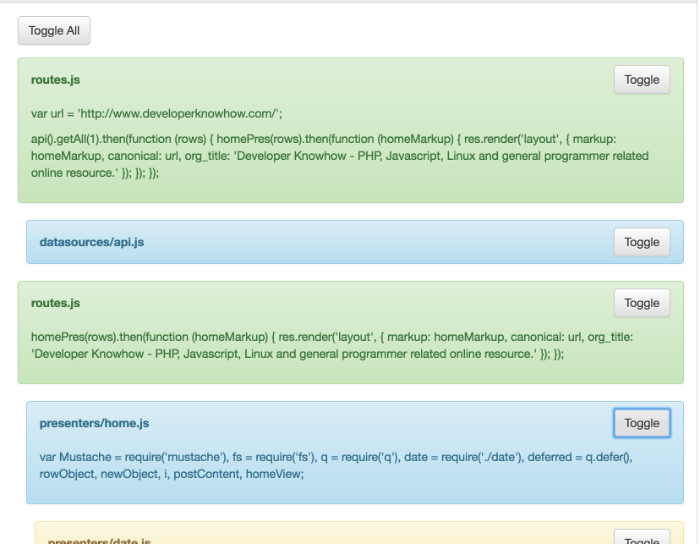 Toggle All
routes.js
Toggle
var url = 'http://www.developerknowhow.com/';
api().getAll(1).then(function (rows) { homePres(rows).then(function (homeMarkup) { res.render('layout', { markup:
homeMarkup, canonical: url, org_title: 'Developer Knowhow - PHP, Javascript, Linux and general programmer related
online resource.' }); }); });
datasources/api.js
Toggle
routes.js
Toggle
homePres(rows).then(function (homeMarkup) { res.render('layout', { markup: homeMarkup, canonical: url, org_title:
'Developer Knowhow - PHP, Javascript, Linux and general programmer related online resource.' }); });
presenters/home.js
Toggle
var Mustache = require('mustache'), fs = require('fs'), q = require('q'), date = require('./date'), deferred = q.defer(),
rowObject, newObject, i, postContent, homeView;
presenters/date.js
Toggle